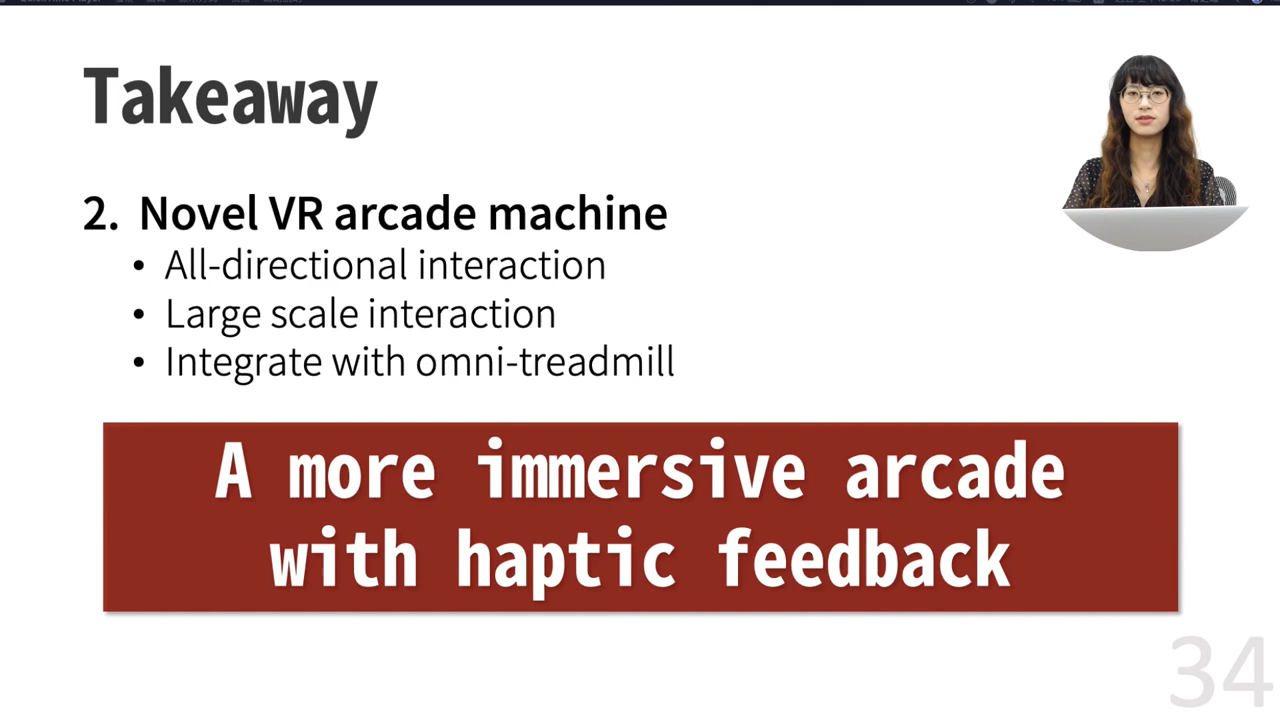 Takeaway
2. Novel VR arcade machine
• All-directional interaction
• Large scale interaction
• Integrate with omni-treadmill
A more immersive arcade
with haptic feedback
34